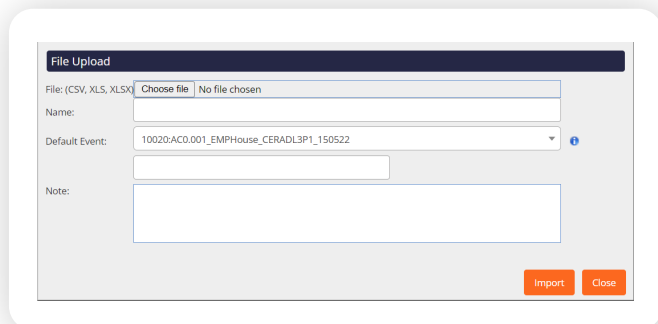 File Upload
File: (CSV, XLS, XLSX) Choose file No file chosen
Name:
Default Event: 10020:AC0.001_EMPHouse_CERADL3P1_150522
Note:
Import Close